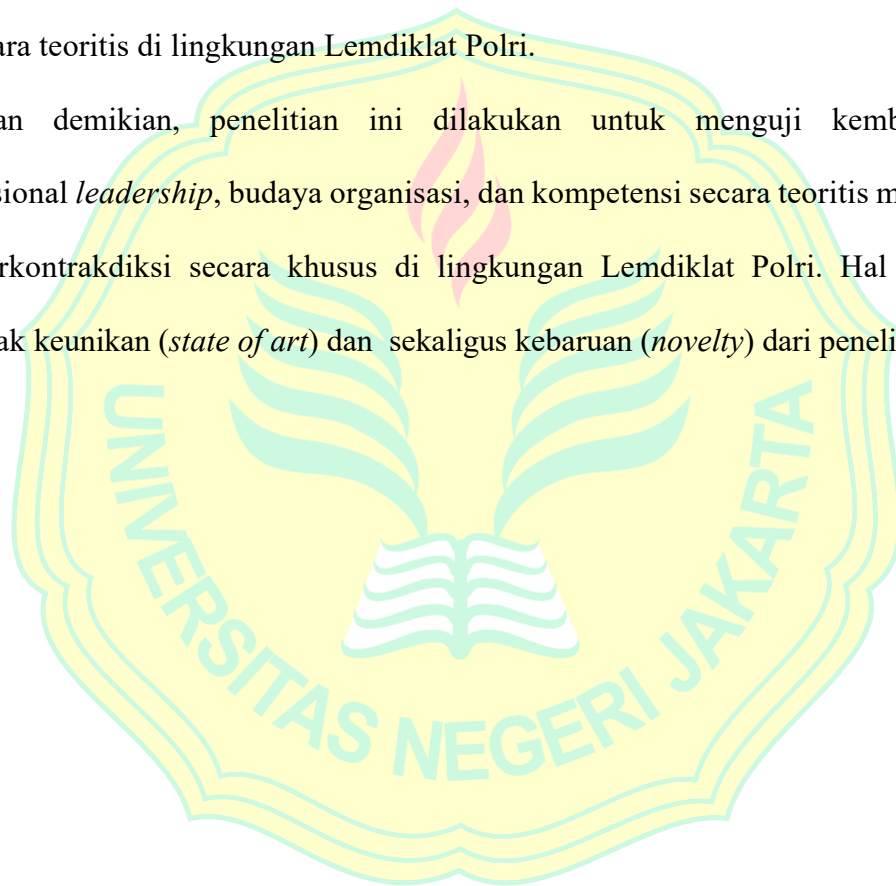 ara teoritis di lingkungan Lemdiklat Polri.
an demikian, penelitian ini dilakukan untuk menguji kemb
sional leadership, budaya organisasi, dan kompetensi secara teoritis m
rkontrakdiksi secara khusus di lingkungan Lemdiklat Polri. Hal
ak keunikan (state of art) dan sekaligus kebaruan (novelty) dari peneli
UNIVERSITAS NEGERI JAKARTA